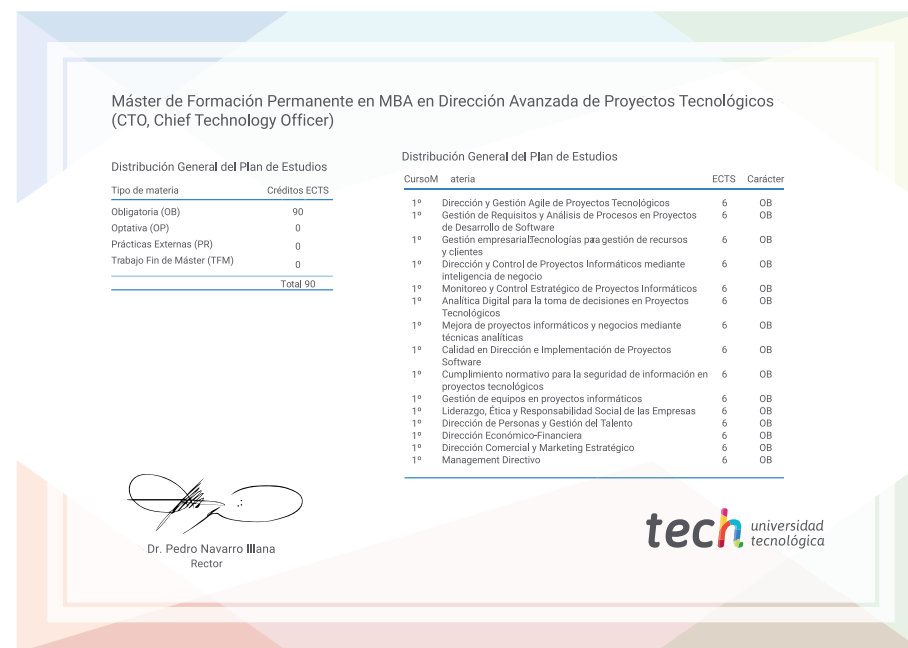 Máster de Formación Permanente en MBA en Dirección Avanzada de Proyectos Tecnológicos
(CTO, Chief Technology Officer)
Distribución General del Plan de Estudios
Tipo de materia Créditos ECTS
Obligatoria (OB) 90
Optativa (OP) 0
Prácticas Externas (PR) 0
Trabajo Fin de Máster (TFM) 0
Total 90
Distribución General del Plan de Estudios
CursoM ateria ECTS Carácter
1º Dirección y Gestión Agile de Proyectos Tecnológicos 6 OB
1º Gestión de Requisitos y Análisis de Procesos en Proyectos 6 OB
de Desarrollo de Software
1º Gestión empresarialTecnologías para gestión de recursos 6 OB
y clientes
1º Dirección y Control de Proyectos Informáticos mediante 6 OB
inteligencia de negocio
1º Monitoreo y Control Estratégico de Proyectos Informáticos 6 OB
1º Analítica Digital para la toma de decisiones en Proyectos 6 OB
Tecnológicos
1º Mejora de proyectos informáticos y negocios mediante 6 OB
técnicas analíticas
1º Calidad en Dirección e Implementación de Proyectos 6 OB
Software
1º Cumplimiento normativo para la seguridad de información en 6 OB
proyectos tecnológicos
1º Gestión de equipos en proyectos informáticos 6 OB
1º Liderazgo, Ética y Responsabilidad Social de las Empresas 6 OB
1º Dirección de Personas y Gestión del Talento 6 OB
1º Dirección Económico-Financiera 6 OB
1º Dirección Comercial y Marketing Estratégico 6 OB
1º Management Directivo 6 OB
Dr. Pedro Navarro Illana
Rector
tech universidad
tecnológica